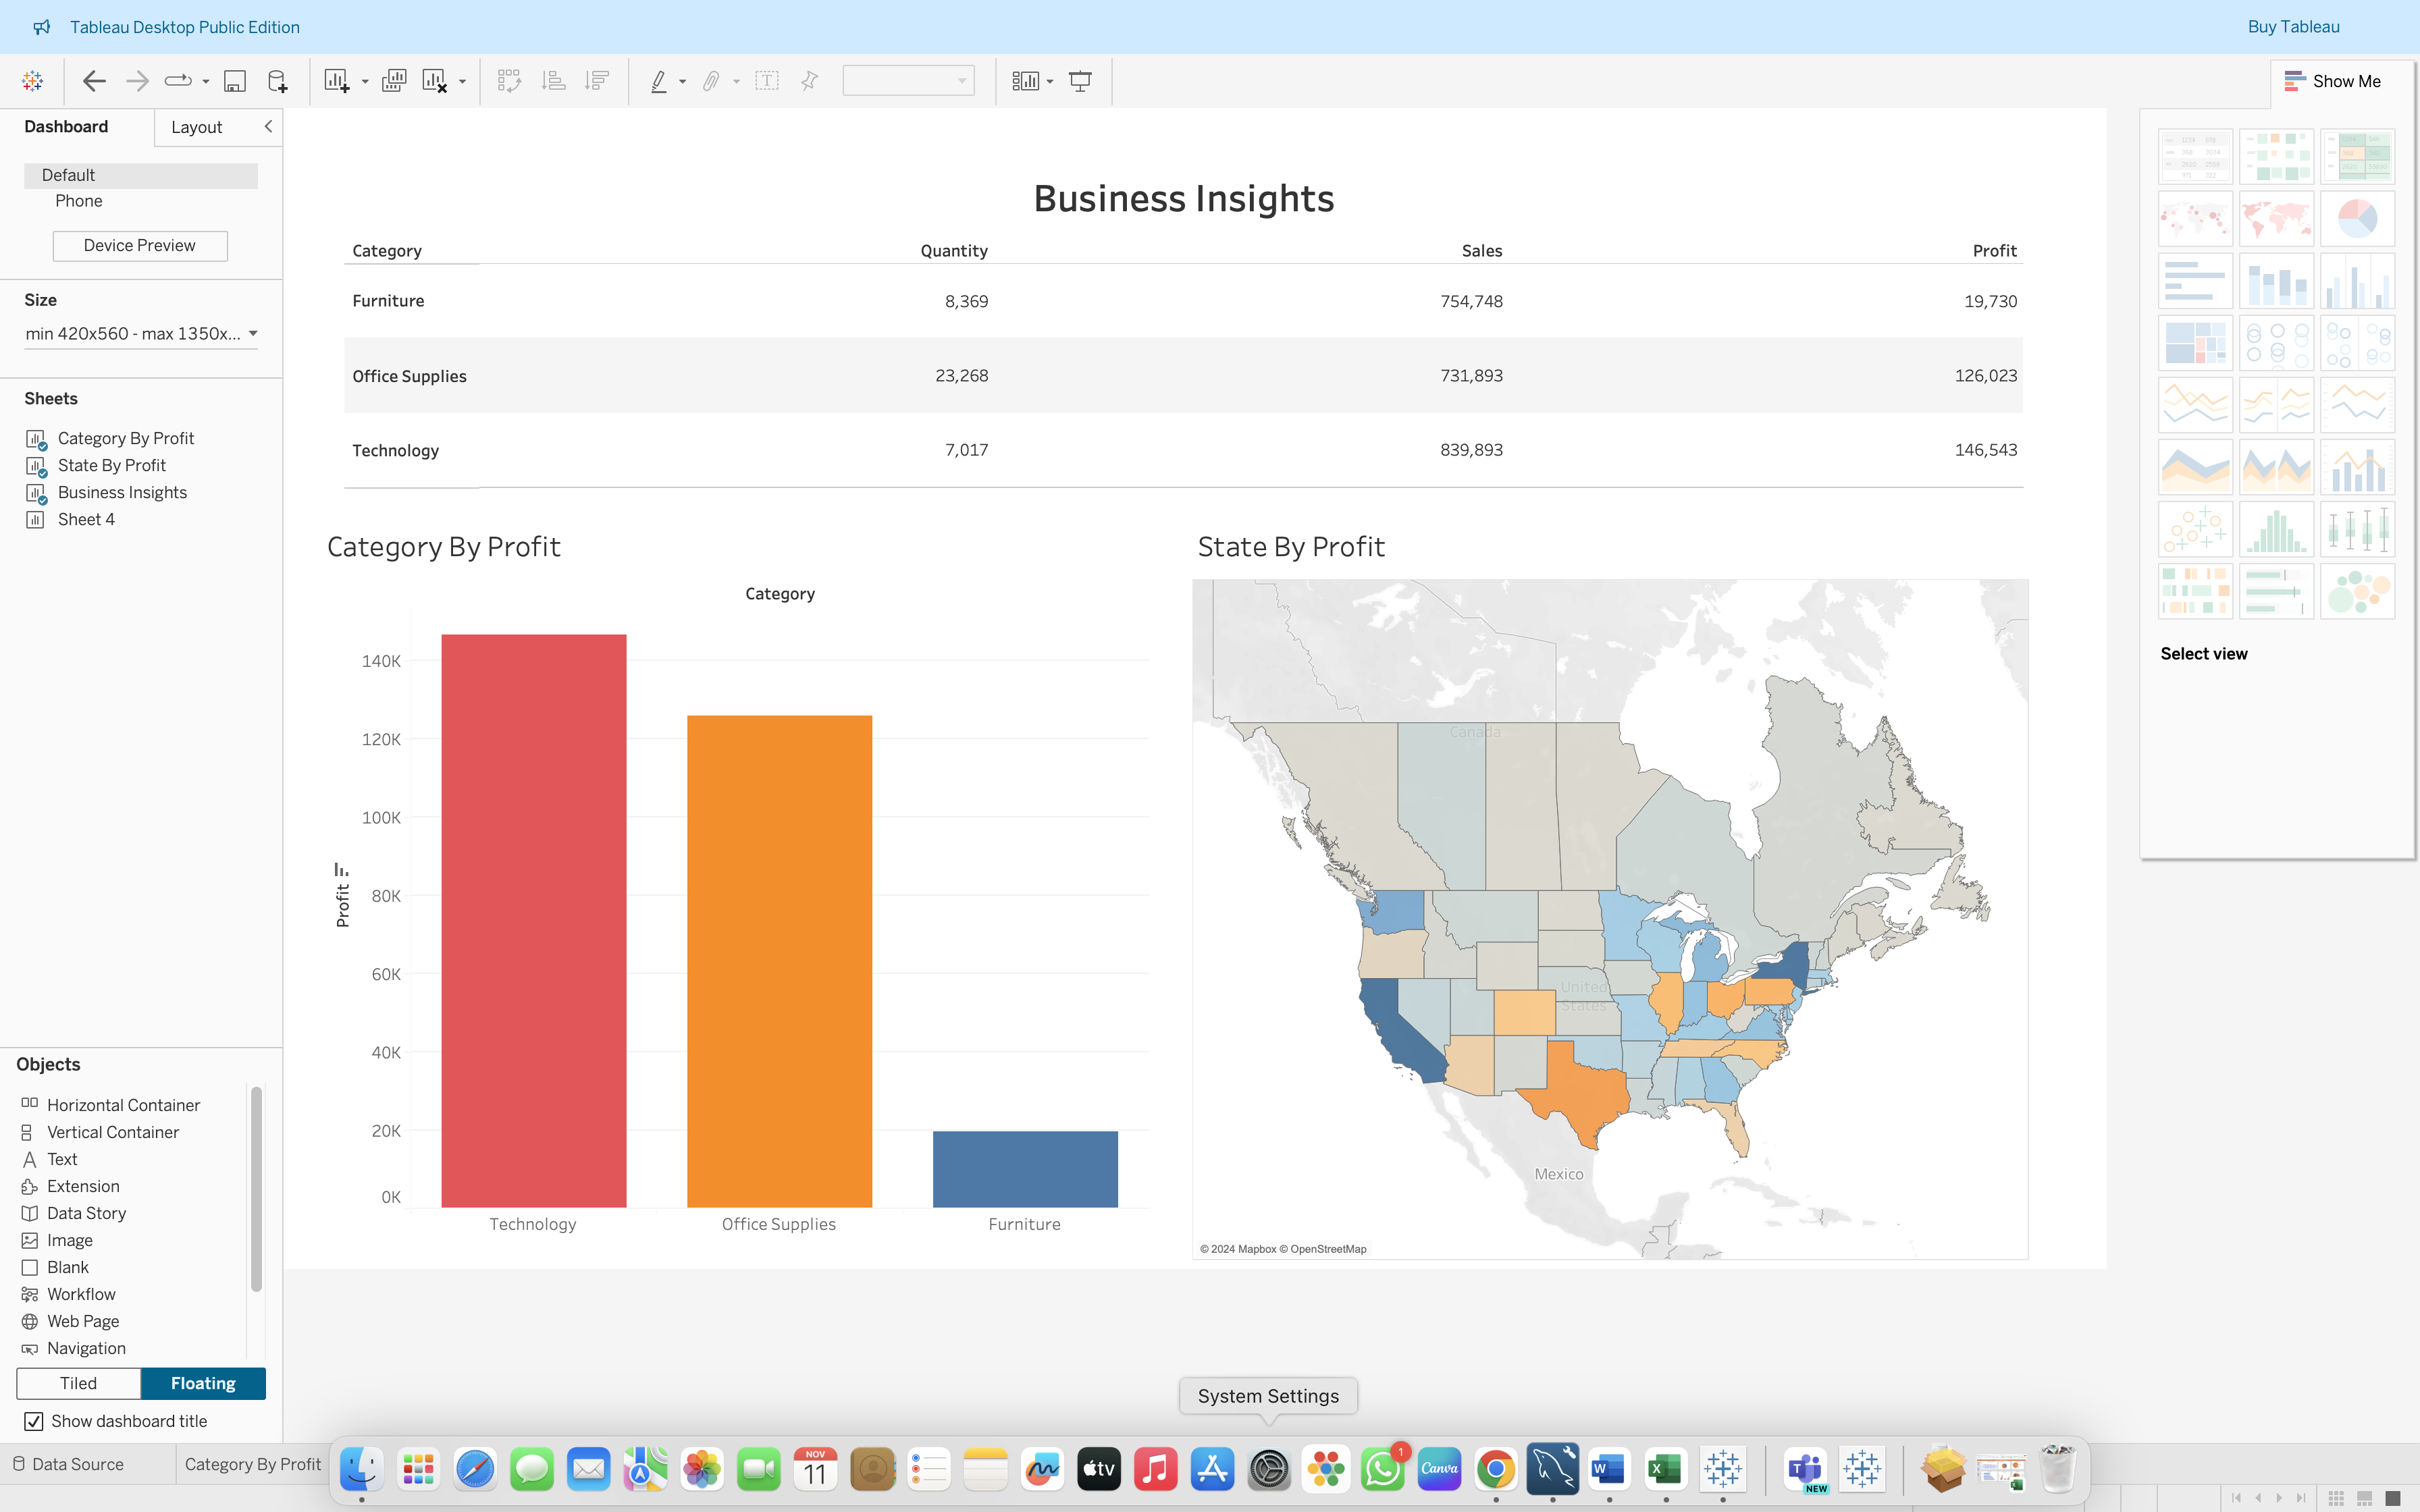 Tableau Desktop Public Edition
Buy Tableau
Show Me
Dashboard
Layout
Default
Phone
Device Preview
Size
min 420x560 - max 1350x...
Sheets
Category By Profit
State By Profit
Business Insights
Sheet 4
Business Insights
Category Quantity Sales Profit
Furniture 8,369 754,748 19,730
Office Supplies 23,268 731,893 126,023
Technology 7,017 839,893 146,543
Category By Profit
Category
140K
120K
100K
80K
60K
40K
20K
0K
Profit
Technology Office Supplies Furniture
State By Profit
Canada
United
States
Mexico
© 2024 Mapbox © OpenStreetMap
Select view
Objects
Horizontal Container
Vertical Container
Text
Extension
Data Story
Image
Blank
Workflow
Web Page
Navigation
Tiled
Floating
Show dashboard title
System Settings
Data Source
Category By Profit
NOV
11
tv
1
Canva
W
X
T
NEW